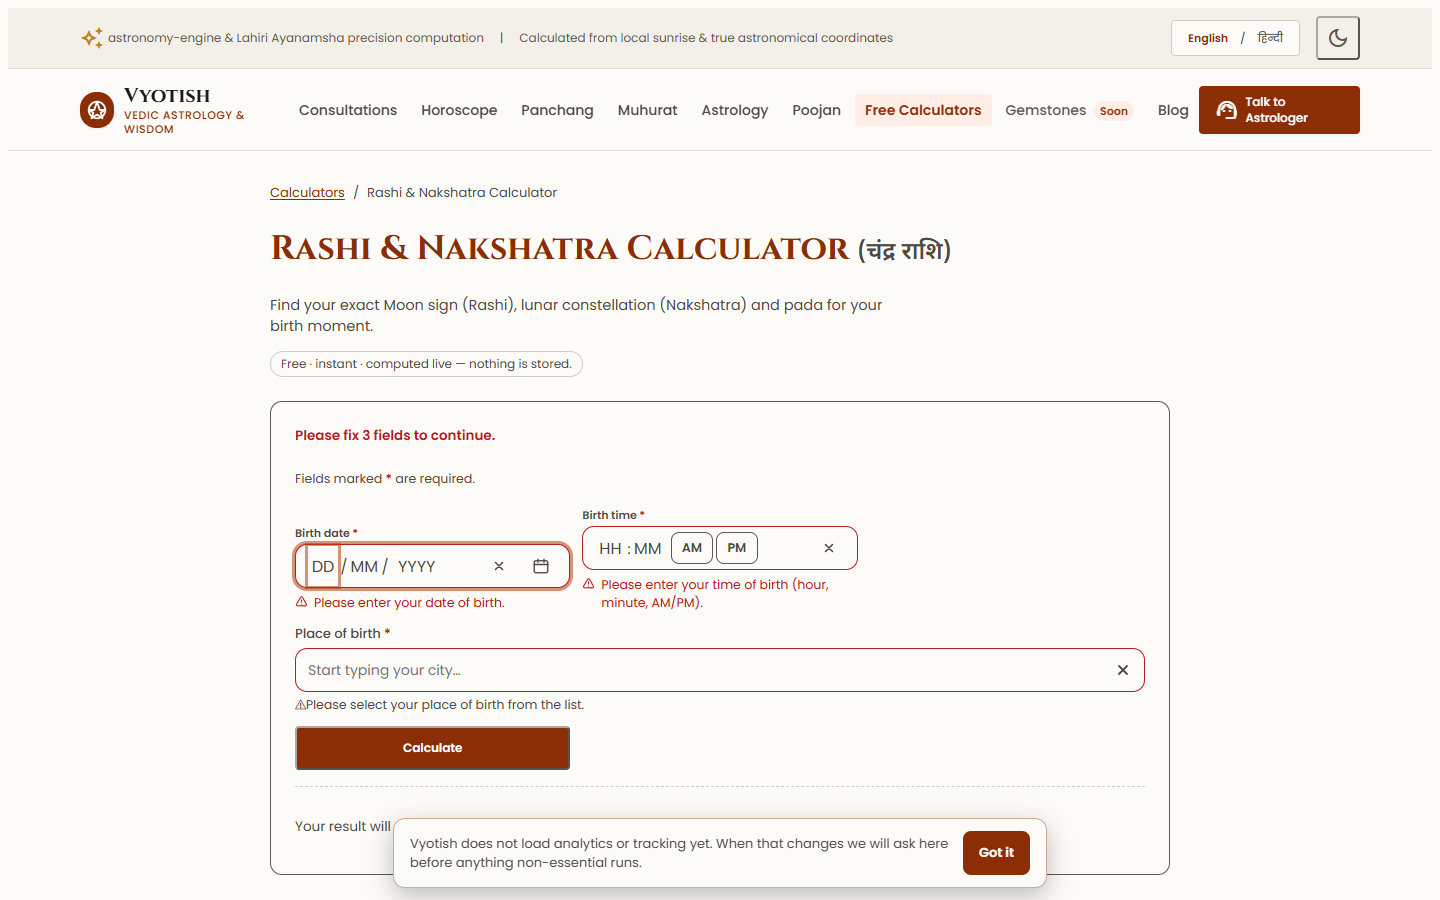 astronomy-engine & Lahiri Ayanamsha precision computation | Calculated from local sunrise & true astronomical coordinates
English / हिन्दी
Vyotish
VEDIC ASTROLOGY & WISDOM
Consultations Horoscope Panchang Muhurat Astrology Poojan Free Calculators Gemstones Soon Blog
Talk to Astrologer
Calculators / Rashi & Nakshatra Calculator
Rashi & Nakshatra Calculator (चंद्र राशि)
Find your exact Moon sign (Rashi), lunar constellation (Nakshatra) and pada for your
birth moment.
Free · instant · computed live — nothing is stored.
Please fix 3 fields to continue.
Fields marked * are required.
Birth date *
DD / MM / YYYY
Please enter your date of birth.
Birth time *
HH : MM AM PM
Please enter your time of birth (hour,
minute, AM/PM).
Place of birth *
Start typing your city…
Please select your place of birth from the list.
Calculate
Your result will
Vyotish does not load analytics or tracking yet. When that changes we will ask here
before anything non-essential runs.
Got it